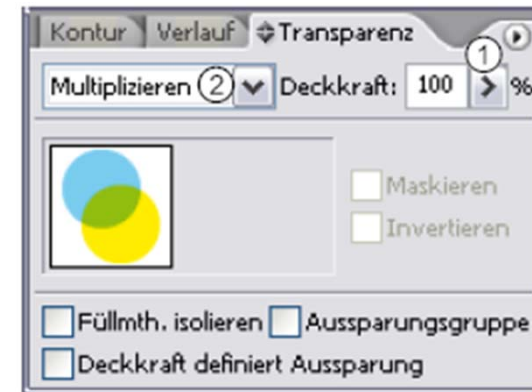 Kontur Verlauf Transparenz
1
Multiplizieren 2 Deckkraft: 100 %
Maskieren
Invertieren
Füllmth. isolieren Aussparungsgruppe
Deckkraft definiert Aussparung